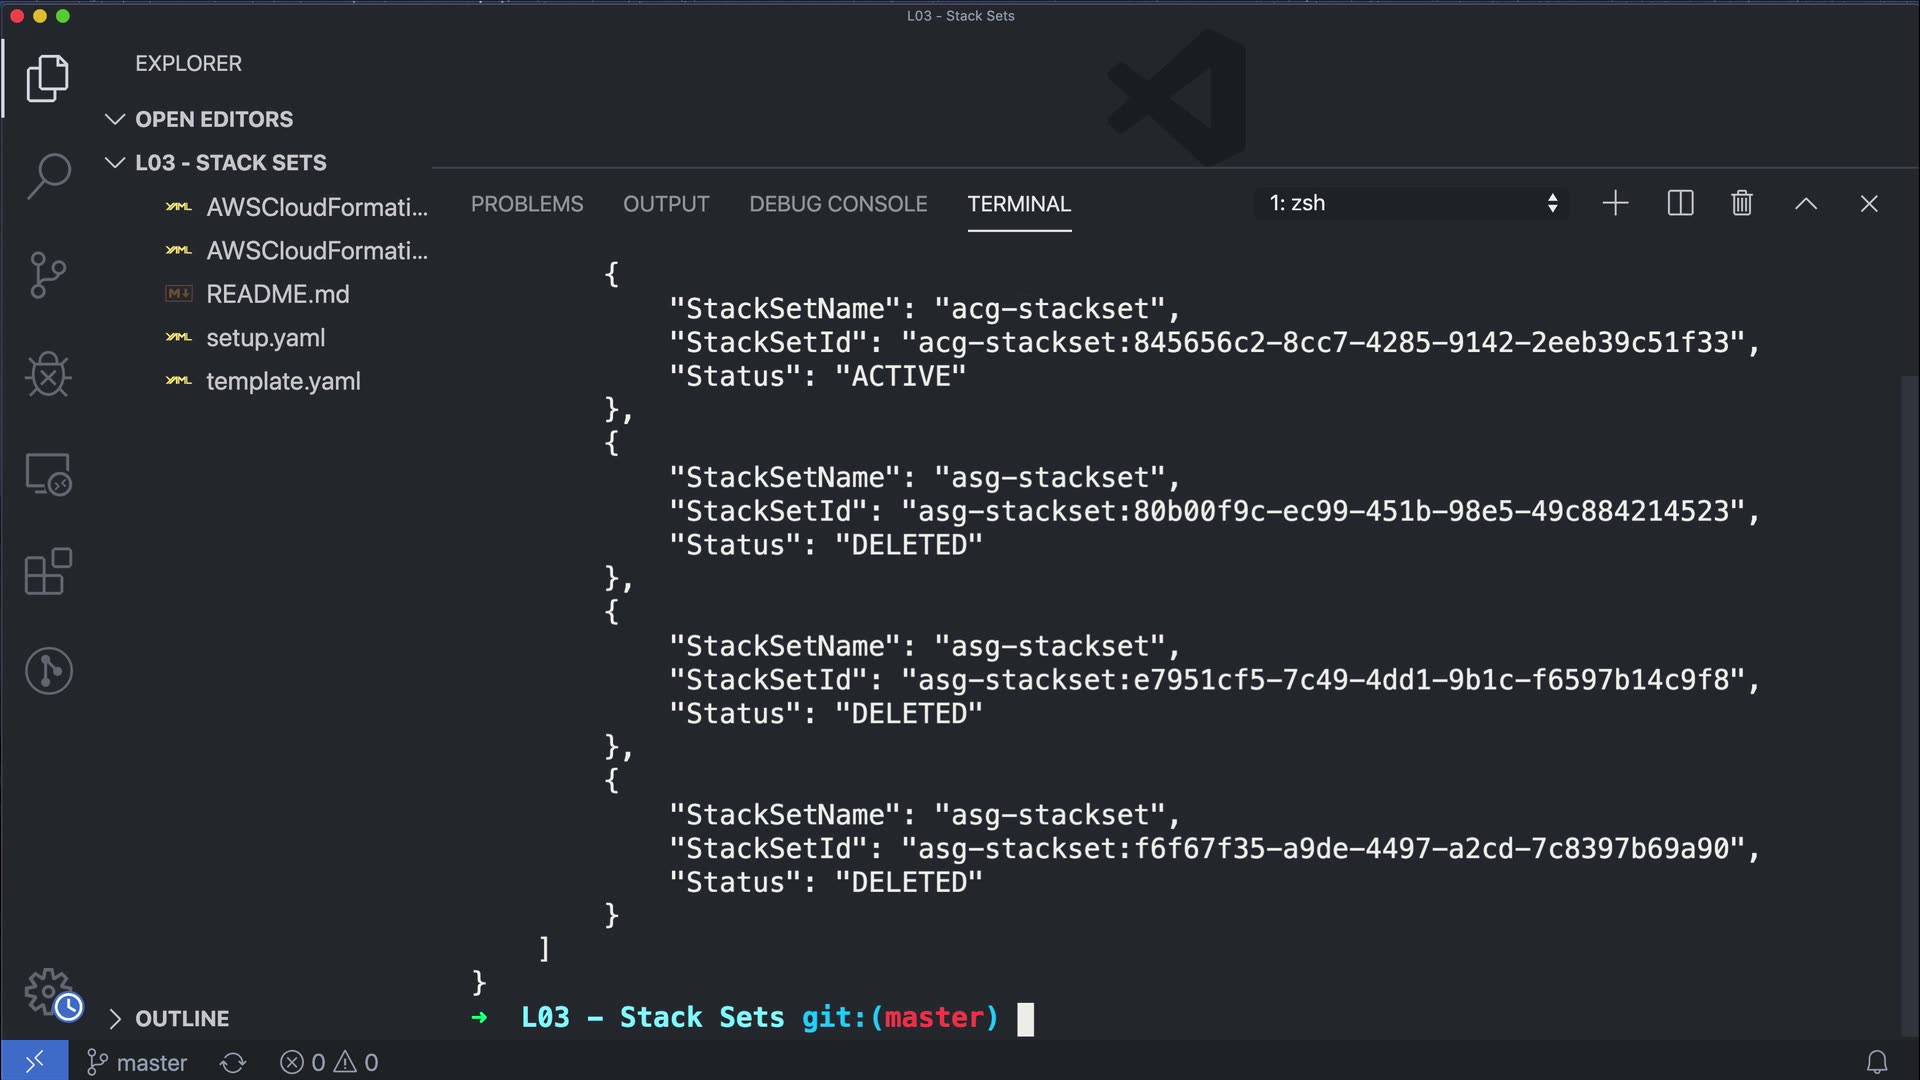 L03 - Stack Sets
EXPLORER
OPEN EDITORS
L03 - STACK SETS
AWSCloudFormati...
AWSCloudFormati...
README.md
setup.yaml
template.yaml
OUTLINE
PROBLEMS OUTPUT DEBUG CONSOLE TERMINAL 1: zsh
{
"StackSetName": "acg-stackset",
"StackSetId": "acg-stackset:845656c2-8cc7-4285-9142-2eeb39c51f33",
"Status": "ACTIVE"
},
{
"StackSetName": "asg-stackset",
"StackSetId": "asg-stackset:80b00f9c-ec99-451b-98e5-49c884214523",
"Status": "DELETED"
},
{
"StackSetName": "asg-stackset",
"StackSetId": "asg-stackset:e7951cf5-7c49-4dd1-9b1c-f6597b14c9f8",
"Status": "DELETED"
},
{
"StackSetName": "asg-stackset",
"StackSetId": "asg-stackset:f6f67f35-a9de-4497-a2cd-7c8397b69a90",
"Status": "DELETED"
}
]
}
➜ L03 - Stack Sets git:(master)
master 0 0